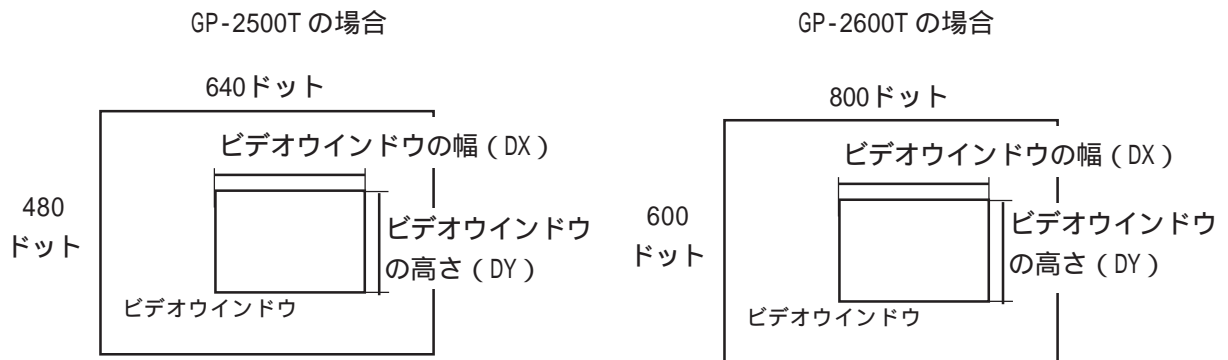 GP-2500T の場合
640ドット
ビデオウインドウの幅(DX)
480
ドット
ビデオウインドウ
の高さ(DY)
ビデオウインドウ
GP-2600T の場合
800ドット
ビデオウインドウの幅(DX)
600
ドット
ビデオウインドウ
の高さ(DY)
ビデオウインドウ